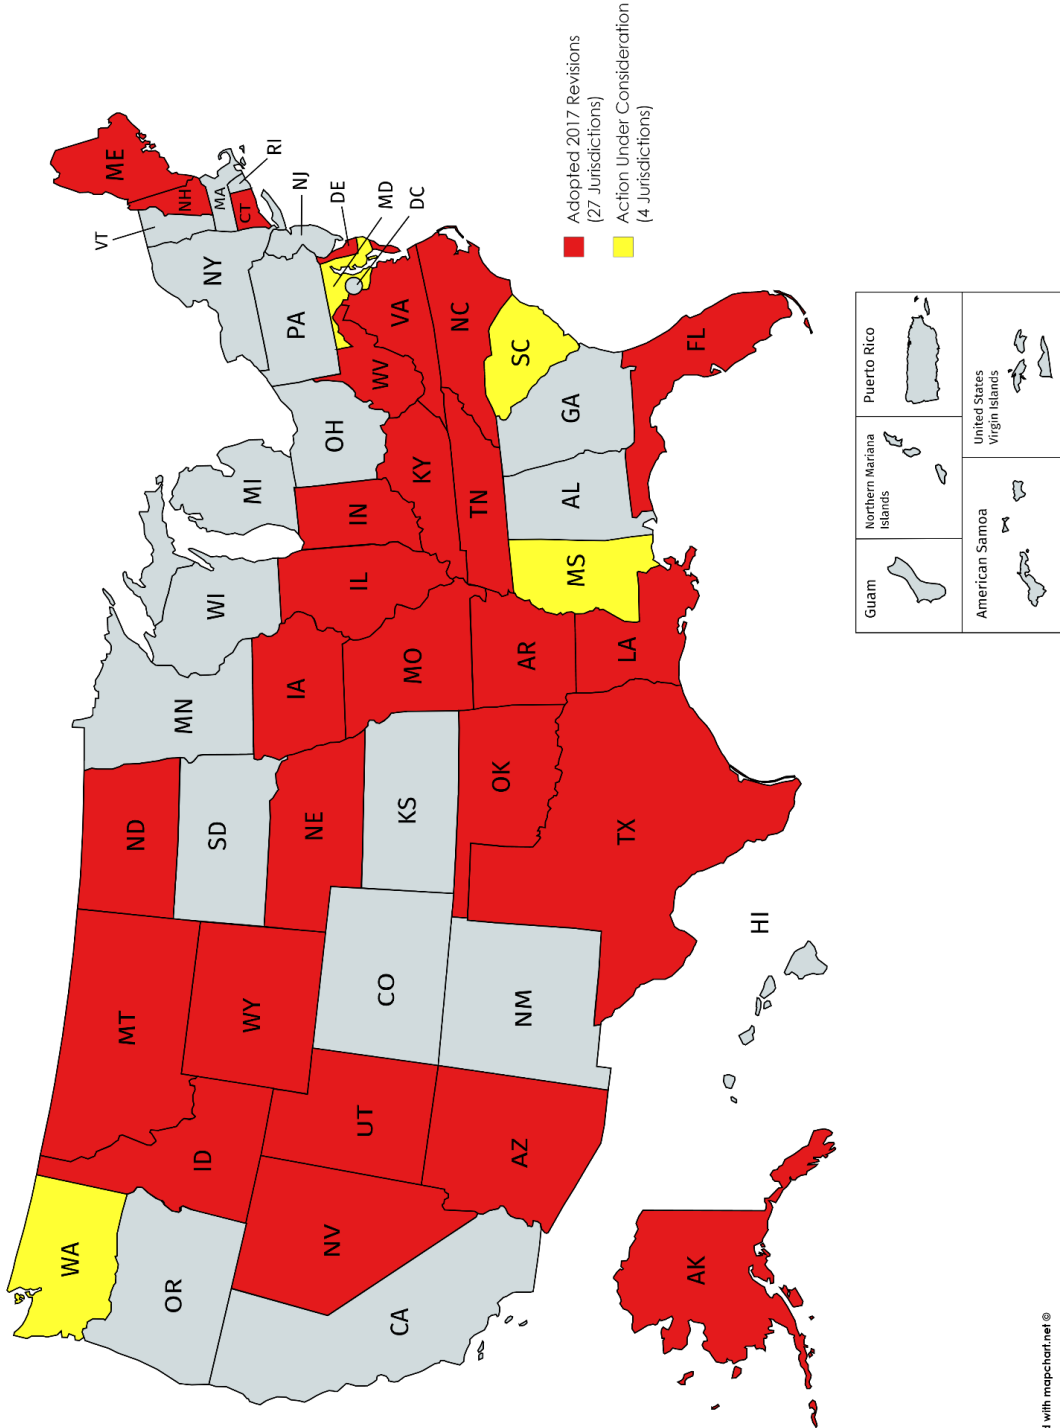 WA
OR
CA
NV
ID
MT
WY
UT
AZ
CO
NM
ND
SD
NE
KS
OK
TX
MN
IA
MO
AR
LA
WI
IL
MI
IN
OH
KY
TN
MS
AL
GA
FL
SC
NC
VA
WV
PA
NY
VT
NH
ME
MA
CT
RI
NJ
DE
MD
DC
AK
HI
Adopted 2017 Revisions
(27 Jurisdictions)
Action Under Consideration
(4 Jurisdictions)
Guam
Northern Mariana
Islands
Puerto Rico
American Samoa
United States
Virgin Islands
d with mapchart.net ©